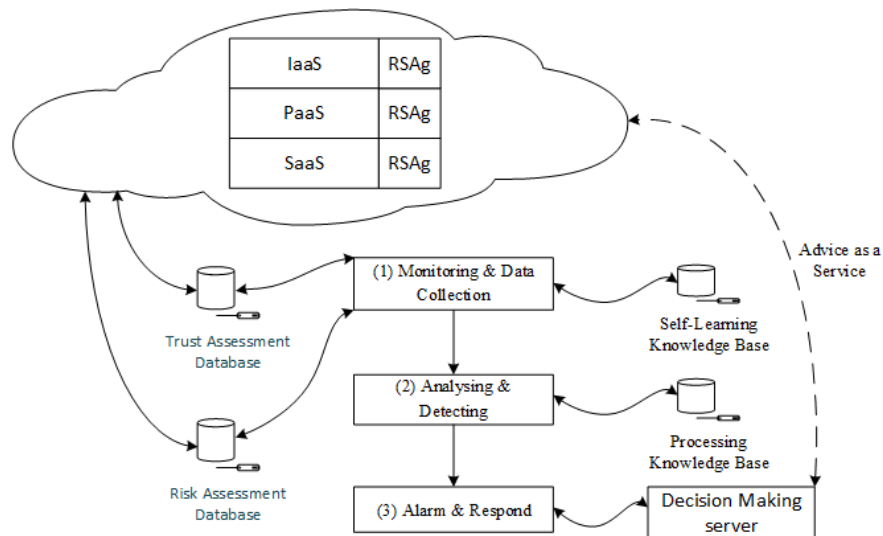 IaaS RSAg
PaaS RSAg
SaaS RSAg
Advice as a
Service
(1) Monitoring & Data
Collection
Trust Assessment
Database
Self-Learning
Knowledge Base
(2) Analysing &
Detecting
Processing
Knowledge Base
Risk Assessment
Database
(3) Alarm & Respond
Decision Making
server